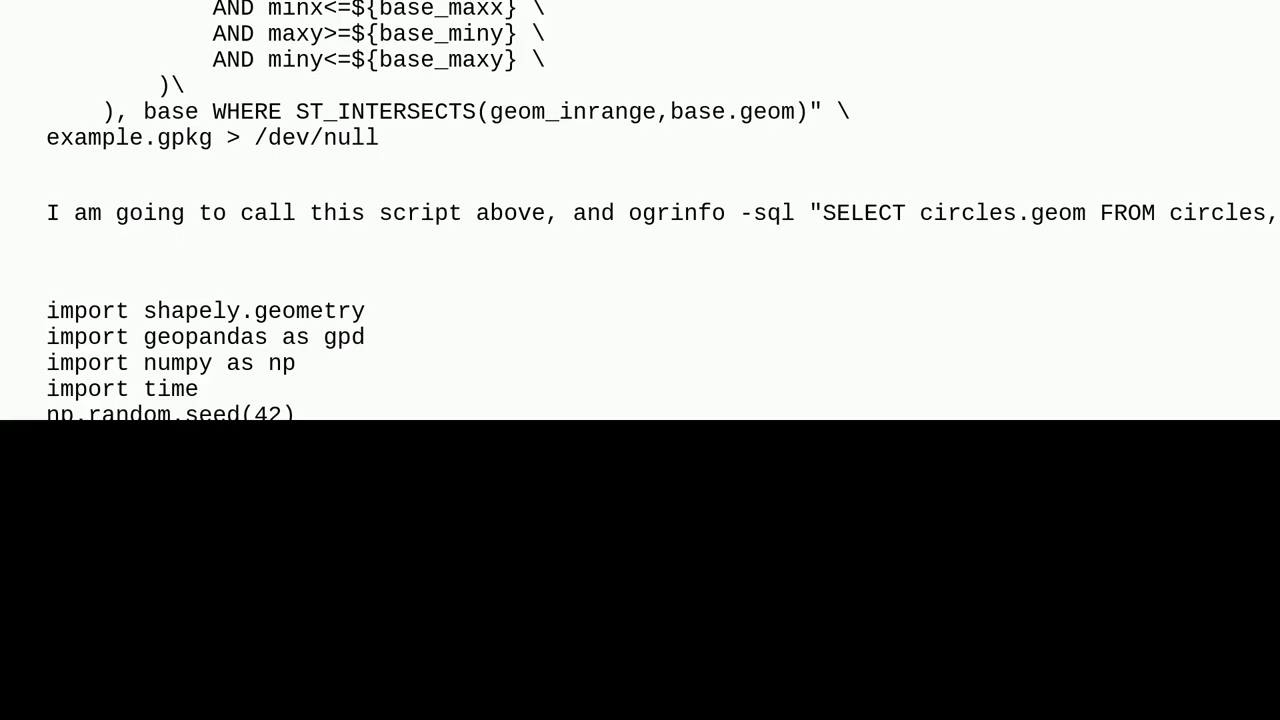 AND minx<=${base_maxx} \
AND maxy>=${base_miny} \
AND miny<=${base_maxy} \
)\
), base WHERE ST_INTERSECTS(geom_inrange,base.geom)" \
example.gpkg > /dev/null
I am going to call this script above, and ogrinfo -sql "SELECT circles.geom FROM circles,
import shapely.geometry
import geopandas as gpd
import numpy as np
import time
np.random.seed(42)